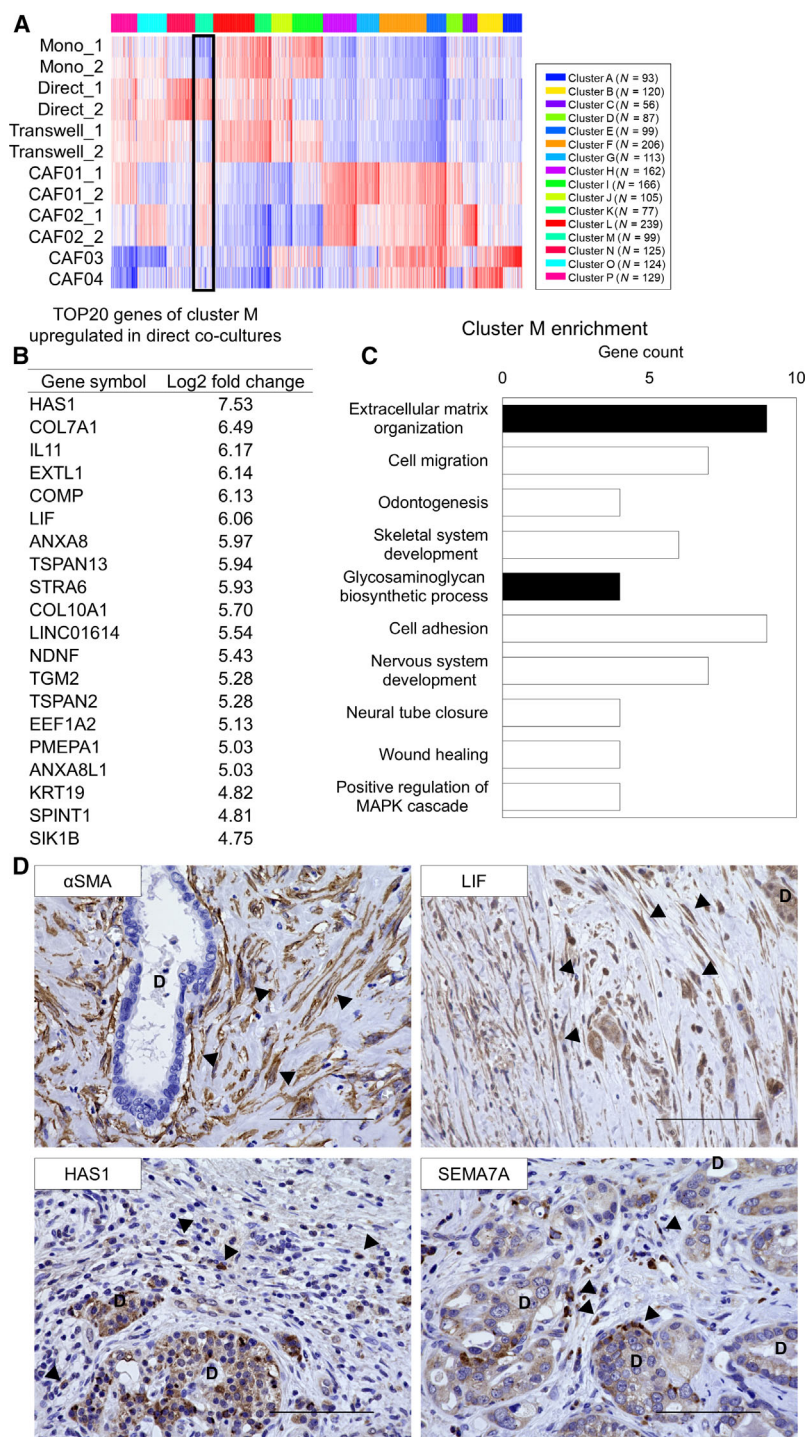 A
Mono_1
Mono_2
Direct_1
Direct_2
Transwell_1
Transwell_2
CAF01_1
CAF01_2
CAF02_1
CAF02_2
CAF03
CAF04
Cluster A (N = 93)
Cluster B (N = 120)
Cluster C (N = 56)
Cluster D (N = 87)
Cluster E (N = 99)
Cluster F (N = 206)
Cluster G (N = 113)
Cluster H (N = 162)
Cluster I (N = 166)
Cluster J (N = 105)
Cluster K (N = 77)
Cluster L (N = 239)
Cluster M (N = 99)
Cluster N (N = 125)
Cluster O (N = 124)
Cluster P (N = 129)
TOP20 genes of cluster M
upregulated in direct co-cultures
B
Gene symbol Log2 fold change
HAS1 7.53
COL7A1 6.49
IL11 6.17
EXTL1 6.14
COMP 6.13
LIF 6.06
ANXA8 5.97
TSPAN13 5.94
STRA6 5.93
COL10A1 5.70
LINC01614 5.54
NDNF 5.43
TGM2 5.28
TSPAN2 5.28
EEF1A2 5.13
PMEPA1 5.03
ANXA8L1 5.03
KRT19 4.82
SPINT1 4.81
SIK1B 4.75
Cluster M enrichment
C
Gene count
0 5 10
Extracellular matrix
organization
Cell migration
Odontogenesis
Skeletal system
development
Glycosaminoglycan
biosynthetic process
Cell adhesion
Nervous system
development
Neural tube closure
Wound healing
Positive regulation of
MAPK cascade
D
αSMA
D
LIF
D
HAS1
D
D
SEMA7A
D
D
D
D